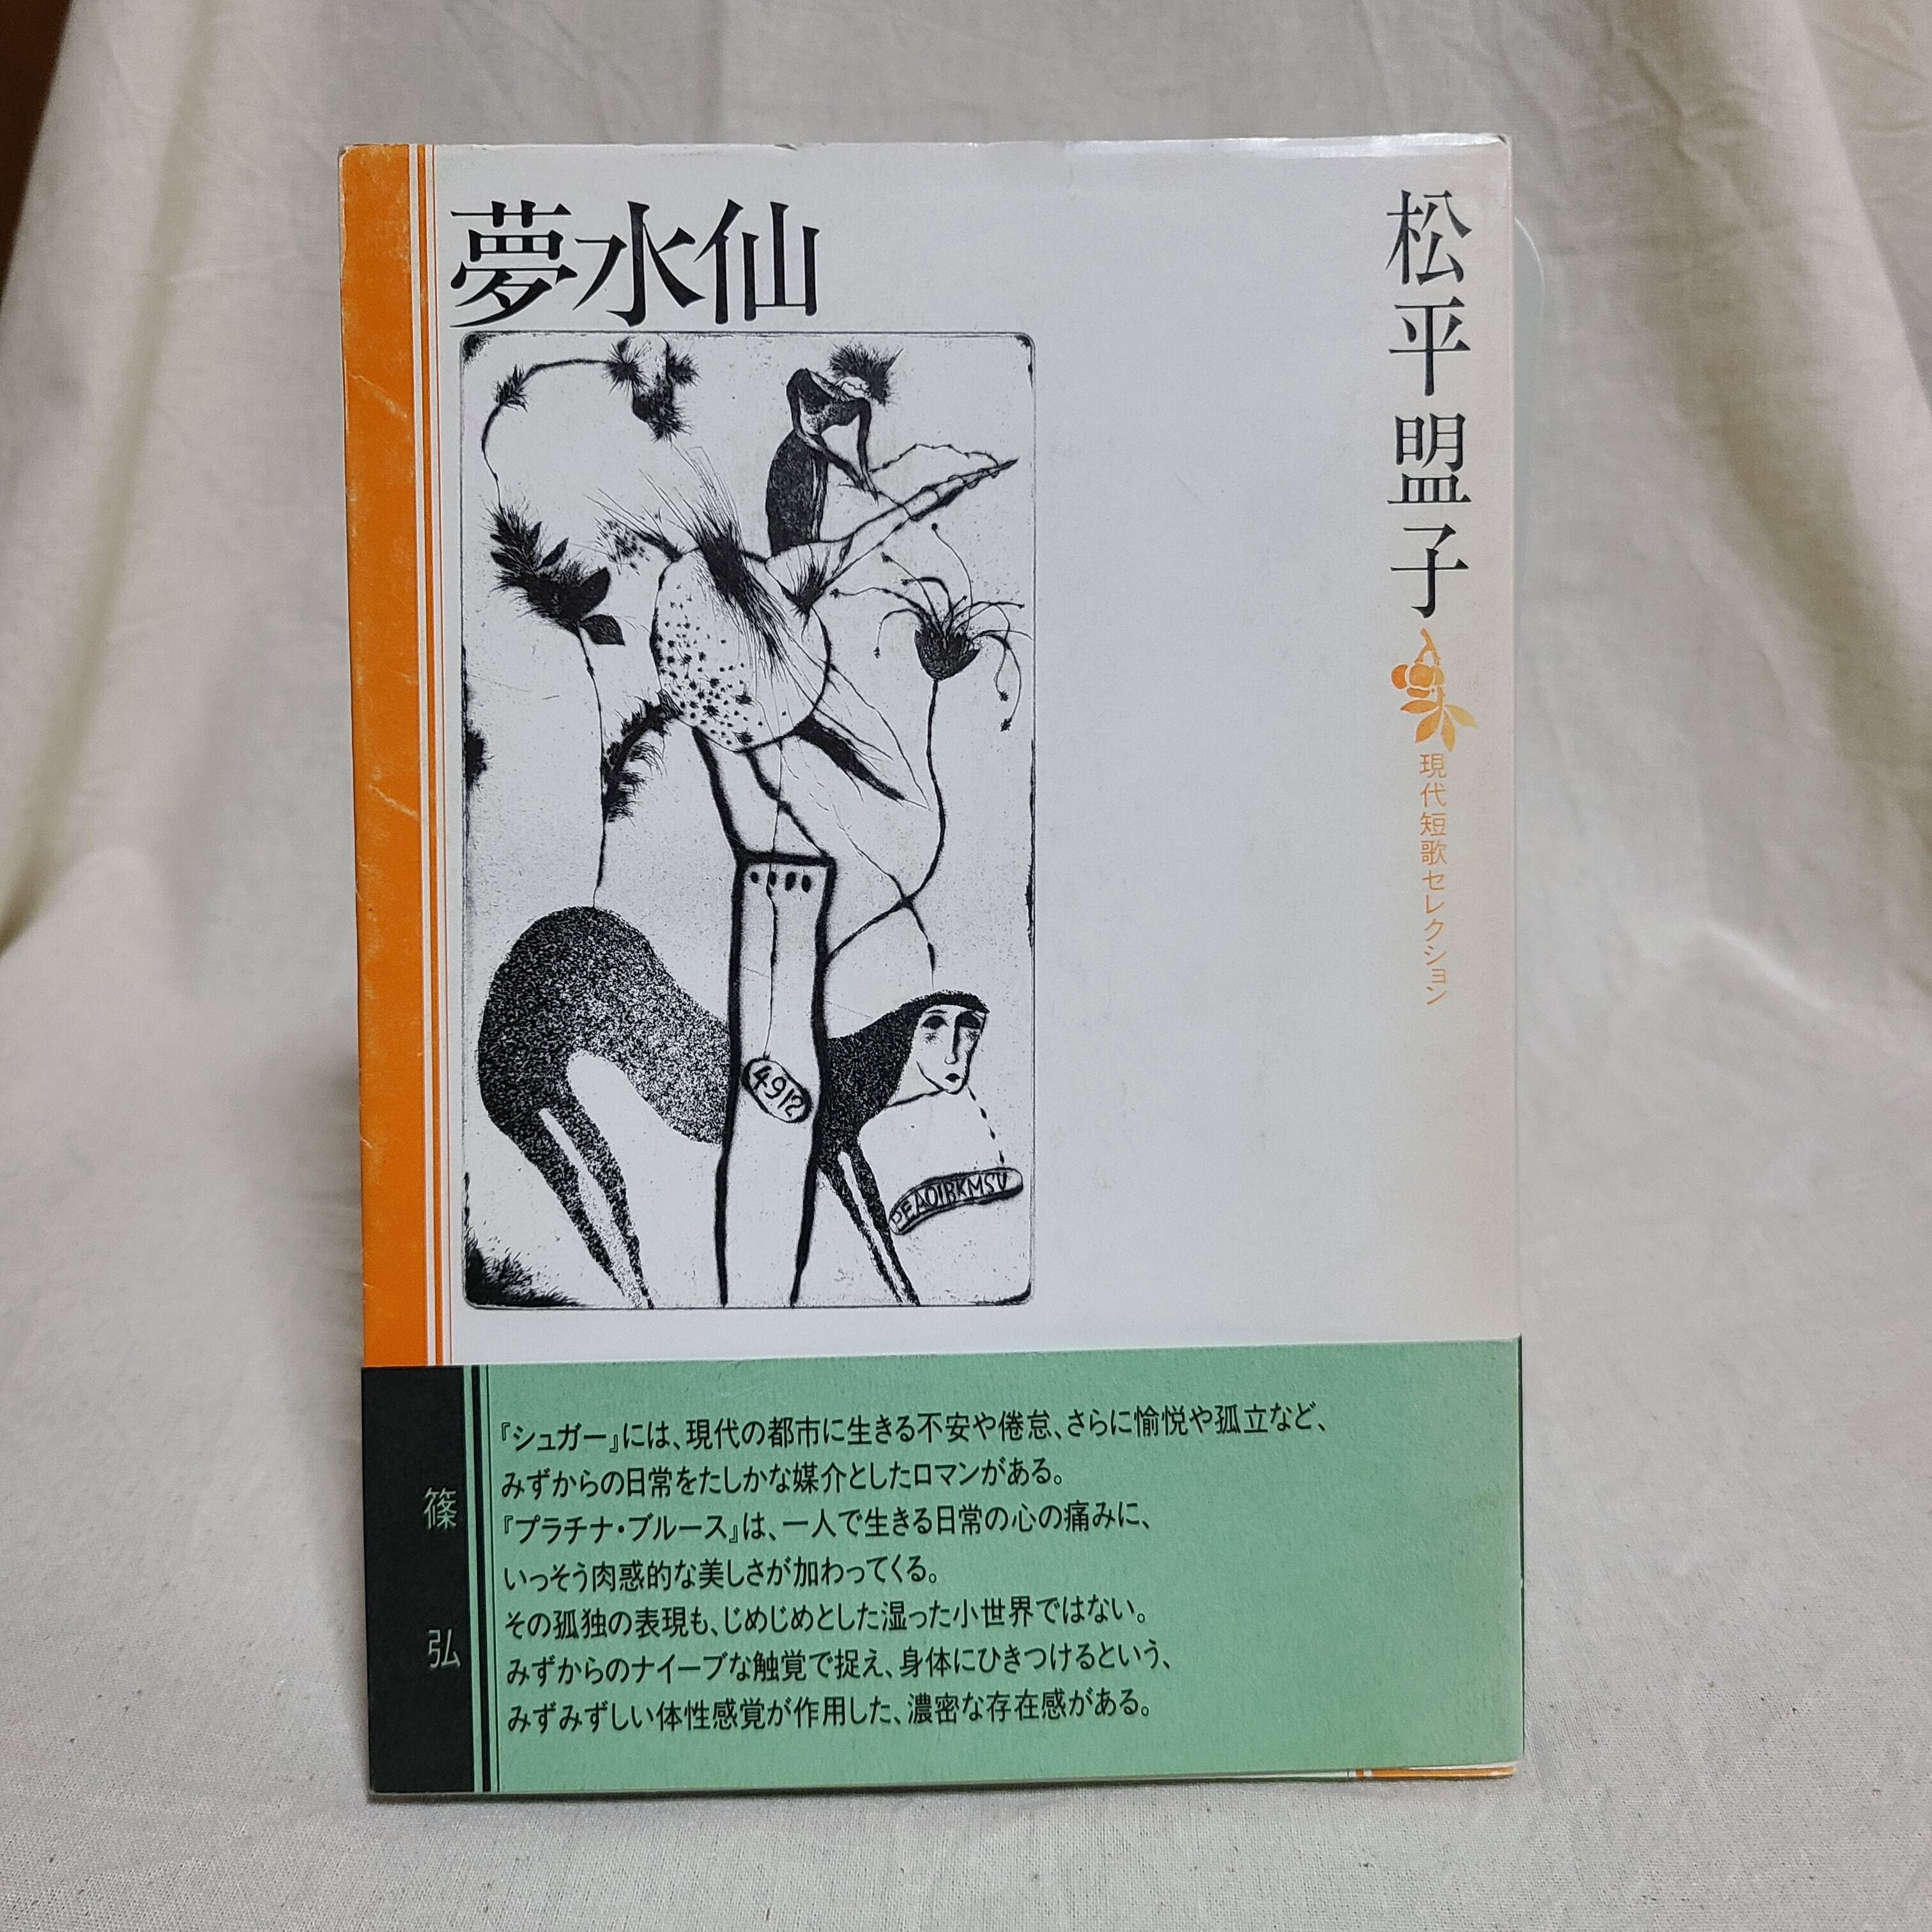 夢水仙
松平盟子
現代短歌セレクション
4912
PEAOIBKMSV
『シュガー』には、現代の都市に生きる不安や倦怠、さらに愉悦や孤立など、
みずからの日常をたしかな媒介としたロマンがある。
『プラチナ・ブルース』は、一人で生きる日常の心の痛みに、
いっそう肉惑的な美しさが加わってくる。
その孤独の表現も、じめじめとした湿った小世界ではない。
みずからのナイーブな触覚で捉え、身体にひきつけるという、
みずみずしい体性感覚が作用した、濃密な存在感がある。
篠弘